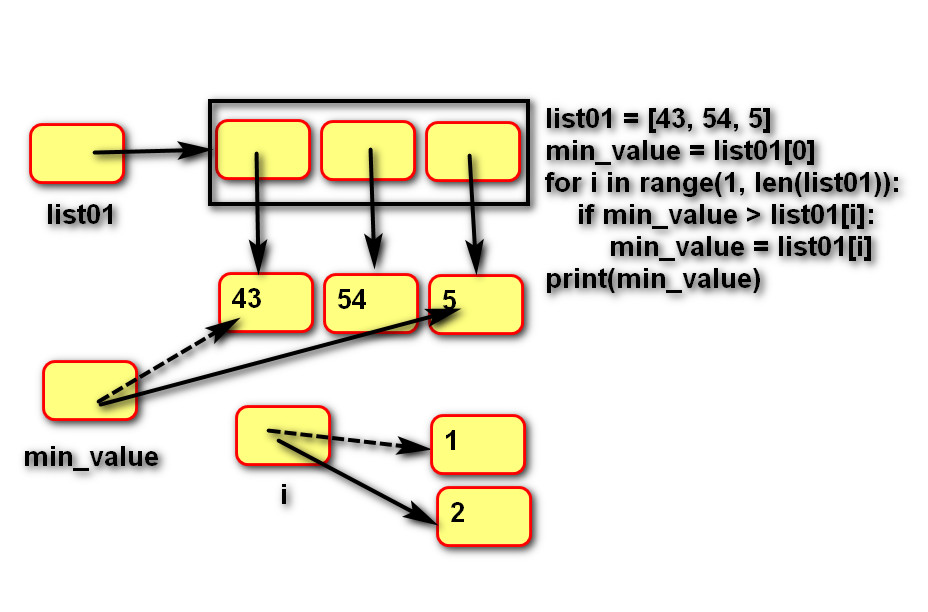 list01
43
54
5
min_value
i
1
2
list01 = [43, 54, 5]
min_value = list01[0]
for i in range(1, len(list01)):
    if min_value > list01[i]:
        min_value = list01[i]
print(min_value)